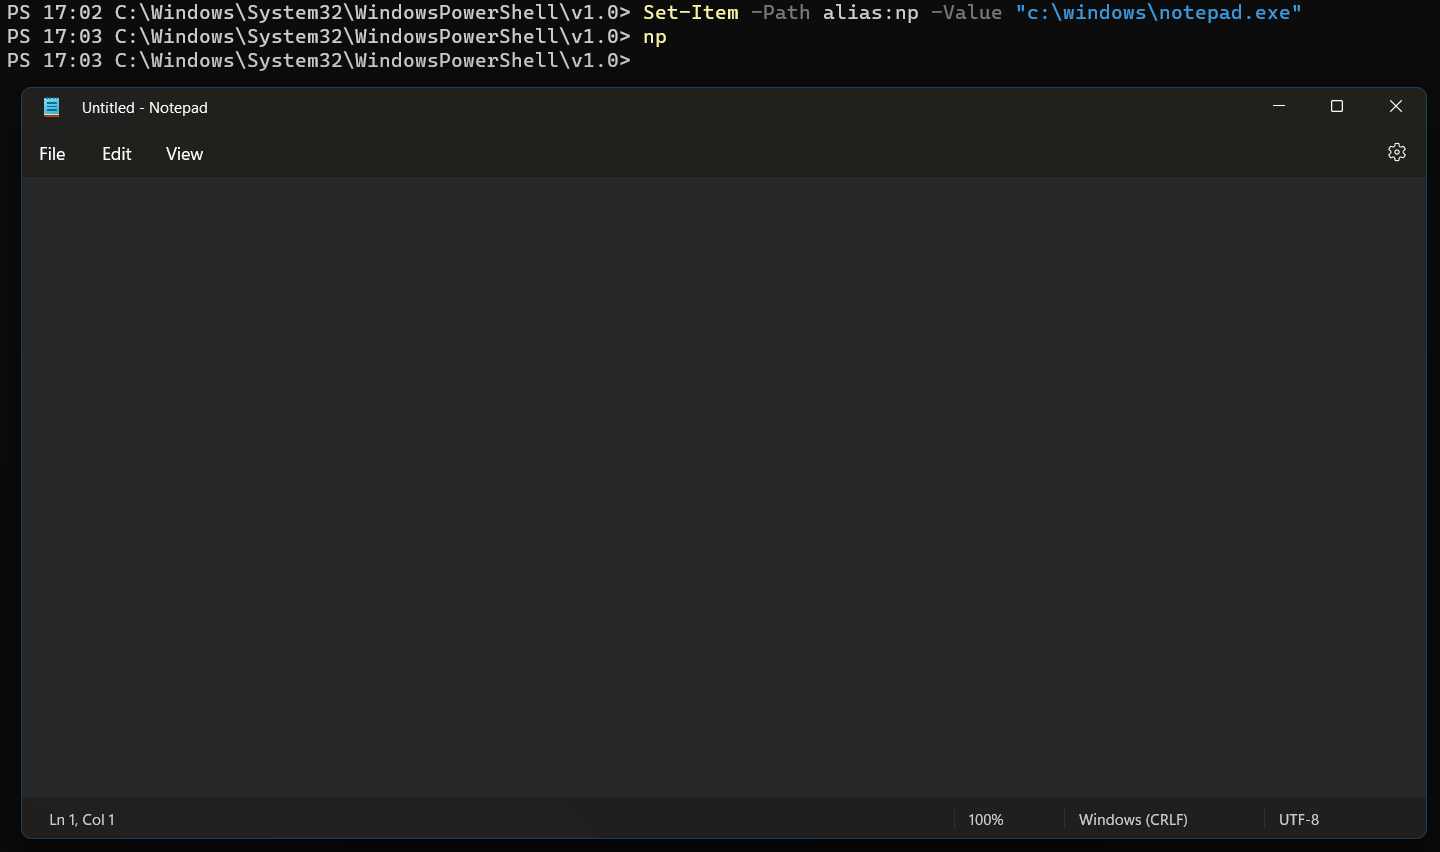 PS 17:02 C:\Windows\System32\WindowsPowerShell\v1.0> Set-Item -Path alias:np -Value "c:\windows\notepad.exe"
PS 17:03 C:\Windows\System32\WindowsPowerShell\v1.0> np
PS 17:03 C:\Windows\System32\WindowsPowerShell\v1.0>
Untitled - Notepad
File Edit View
Ln 1, Col 1 100% Windows (CRLF) UTF-8